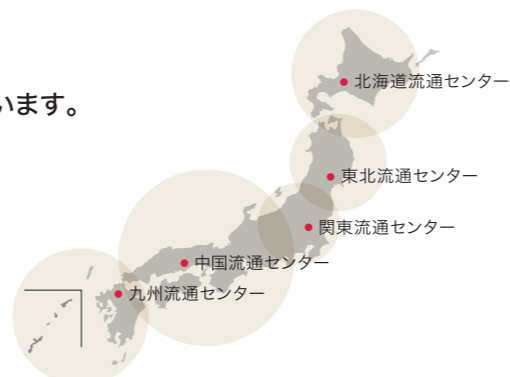 います。
北海道流通センター
東北流通センター
関東流通センター
中国流通センター
九州流通センター